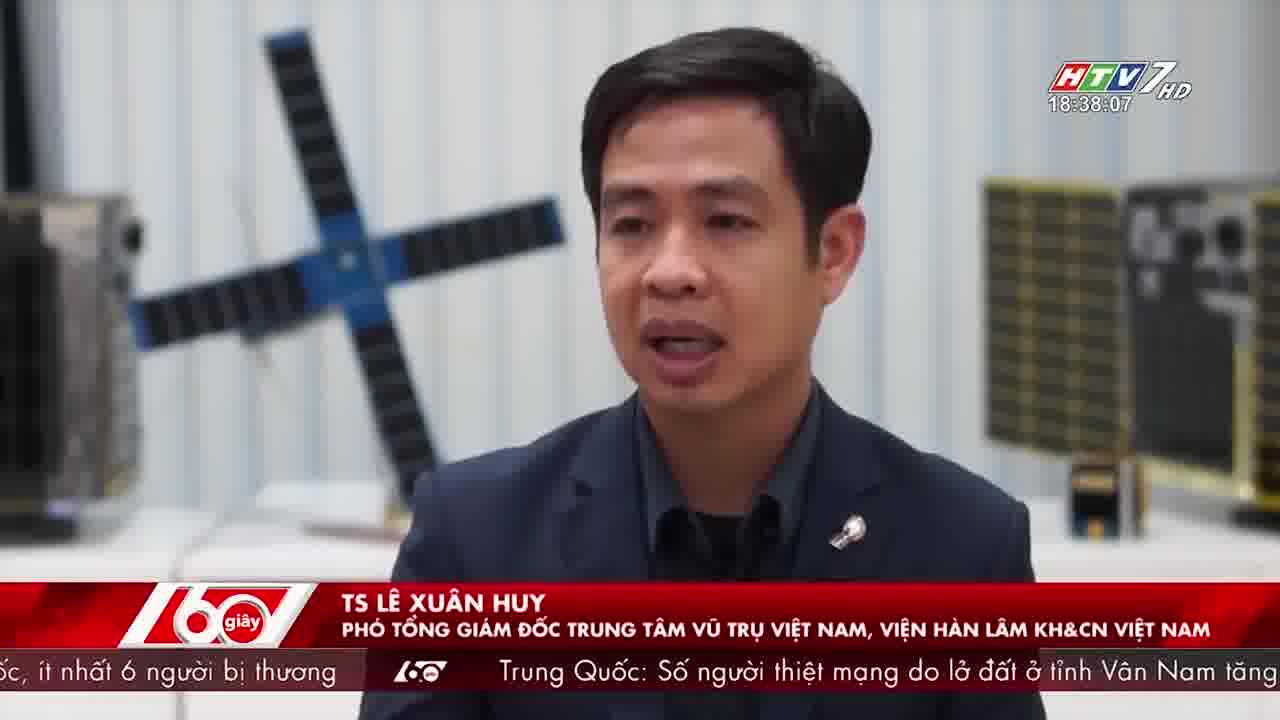 HTV7 HD
18:38:07
60 giây
TS LÊ XUÂN HUY
PHÓ TỔNG GIÁM ĐỐC TRUNG TÂM VŨ TRỤ VIỆT NAM, VIỆN HÀN LÂM KH&CN VIỆT NAM
ốc, ít nhất 6 người bị thương 60 giây Trung Quốc: Số người thiệt mạng do lở đất ở tỉnh Vân Nam tăng